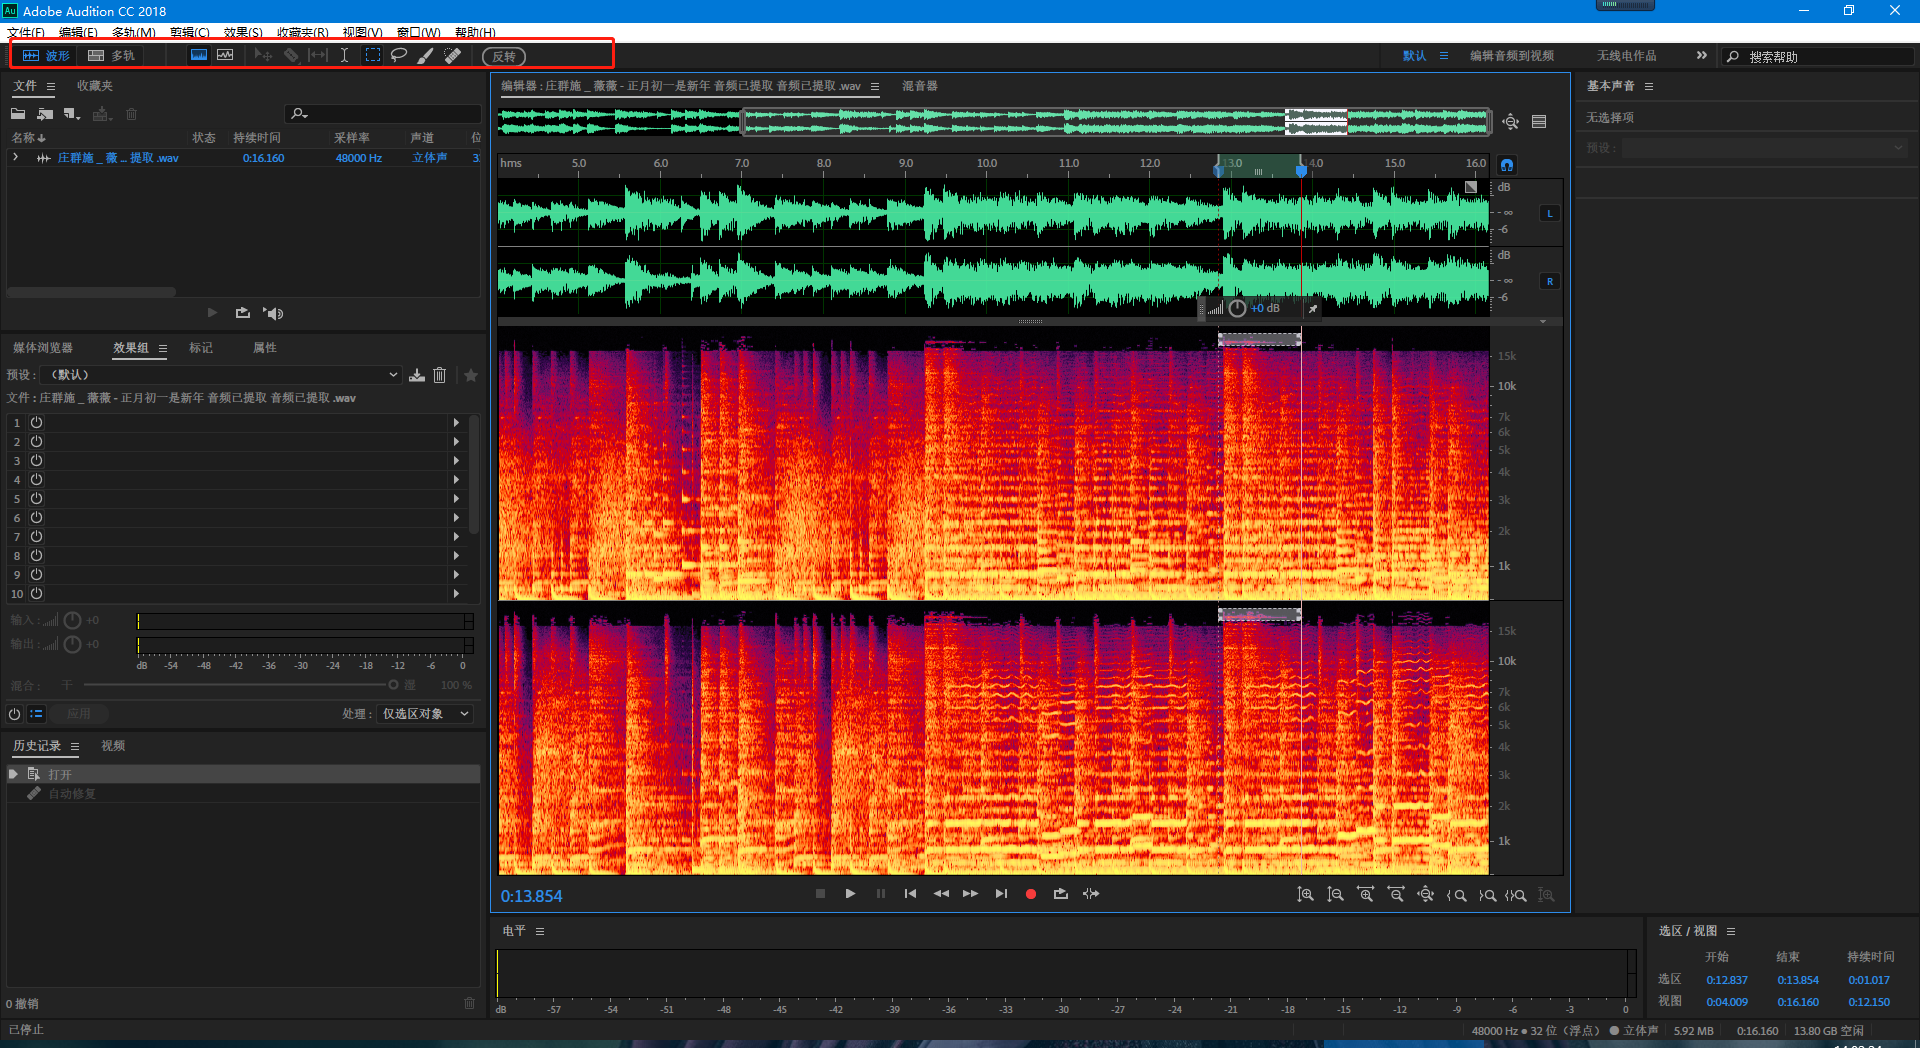 Au Adobe Audition CC 2018
文件(F) 编辑(E) 多轨(M) 剪辑(C) 效果(S) 收藏夹(R) 视图(V) 窗口(W) 帮助(H)
波形 多轨 反转 默认 编辑音频到视频 无线电作品 搜索帮助
文件 收藏夹
名称 状态 持续时间 采样率 声道 位
庄群施 _ 薇 ... 提取 .wav 0:16.160 48000 Hz 立体声 32
媒体浏览器 效果组 标记 属性
预设 : （默认）
文件 : 庄群施 _ 薇薇 - 正月初一是新年 音频已提取 音频已提取 .wav
1
2
3
4
5
6
7
8
9
10
输入 : +0
输出 : +0
dB -54 -48 -42 -36 -30 -24 -18 -12 -6 0
混合 : 干 湿 100 %
应用 处理 : 仅选区对象
历史记录 视频
打开
自动修复
0 撤销
已停止
编辑器 : 庄群施 _ 薇薇 - 正月初一是新年 音频已提取 音频已提取 .wav 混音器
hms 5.0 6.0 7.0 8.0 9.0 10.0 11.0 12.0 13.0 14.0 15.0 16.0
dB
-∞ L
-6
dB
-∞ R
-6
+0 dB
15k
10k
7k
6k
5k
4k
3k
2k
1k
15k
10k
7k
6k
5k
4k
3k
2k
1k
0:13.854
电平
dB -57 -54 -51 -48 -45 -42 -39 -36 -33 -30 -27 -24 -21 -18 -15 -12 -9 -6 -3 0
基本声音
无选择项
预设 :
选区 / 视图
开始 结束 持续时间
选区 0:12.837 0:13.854 0:01.017
视图 0:04.009 0:16.160 0:12.150
48000 Hz ● 32 位（浮点） ● 立体声 5.92 MB 0:16.160 13.80 GB 空闲